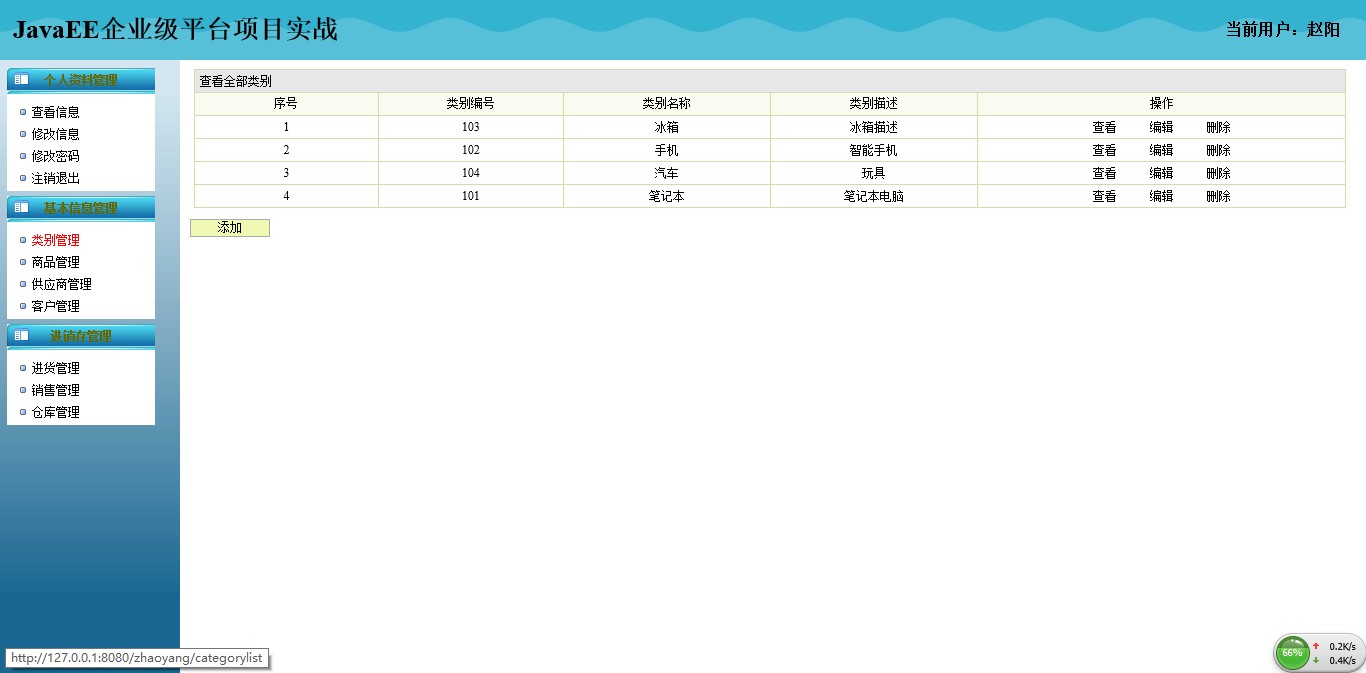 JavaEE企业级平台项目实战
当前用户：赵阳
个人资料管理
查看信息
修改信息
修改密码
注销退出
基本信息管理
类别管理
商品管理
供应商管理
客户管理
进销存管理
进货管理
销售管理
仓库管理
查看全部类别
序号 类别编号 类别名称 类别描述 操作
1 103 冰箱 冰箱描述 查看 编辑 删除
2 102 手机 智能手机 查看 编辑 删除
3 104 汽车 玩具 查看 编辑 删除
4 101 笔记本 笔记本电脑 查看 编辑 删除
添加
http://127.0.0.1:8080/zhaoyang/categorylist
66%
0.2K/s
0.4K/s